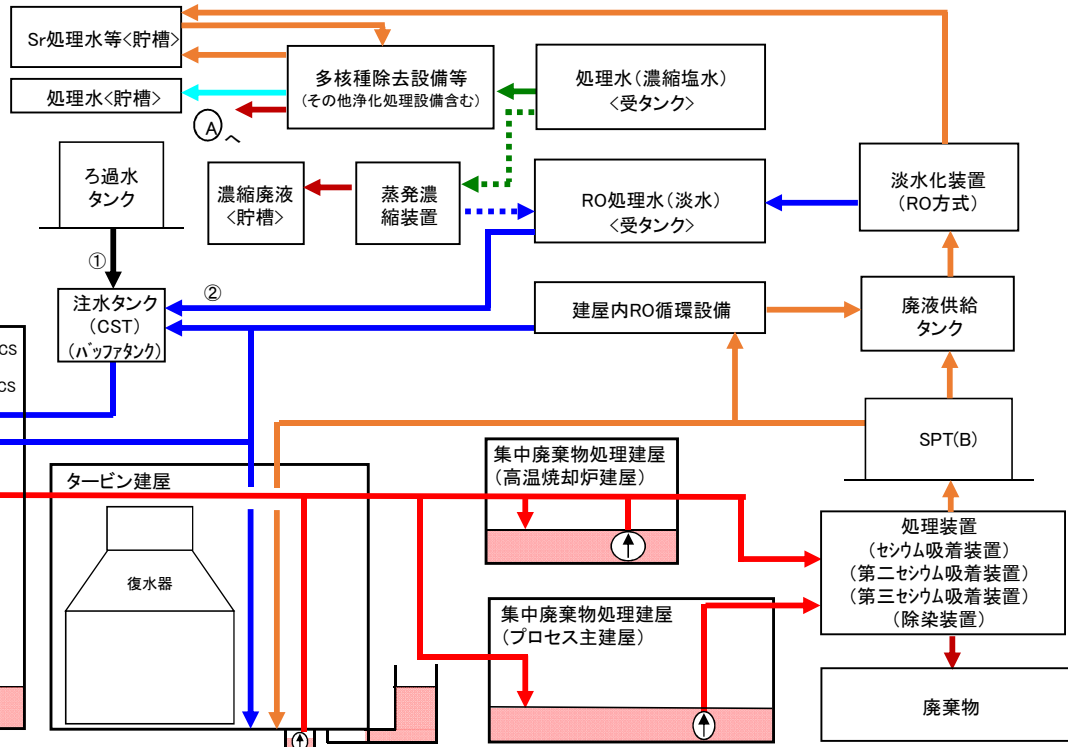 Sr処理水等<貯槽>
処理水<貯槽>
多核種除去設備等
(その他浄化処理設備含む)
処理水(濃縮塩水)
<受タンク>
Aへ
ろ過水
タンク
濃縮廃液
<貯槽>
蒸発濃
縮装置
RO処理水(淡水)
<受タンク>
淡水化装置
(RO方式)
①
②
注水タンク
(CST)
(バッファタンク)
建屋内RO循環設備
廃液供給
タンク
CS
CS
SPT(B)
タービン建屋
復水器
集中廃棄物処理建屋
(高温焼却炉建屋)
集中廃棄物処理建屋
(プロセス主建屋)
処理装置
(セシウム吸着装置)
(第二セシウム吸着装置)
(第三セシウム吸着装置)
(除染装置)
廃棄物